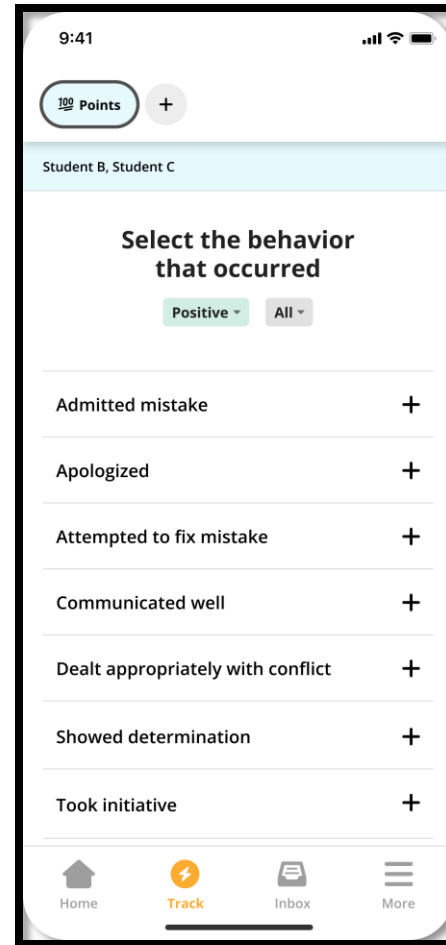 9:41
100 Points +
Student B, Student C
Select the behavior
that occurred
Positive All
Admitted mistake +
Apologized +
Attempted to fix mistake +
Communicated well +
Dealt appropriately with conflict +
Showed determination +
Took initiative +
Home Track Inbox More